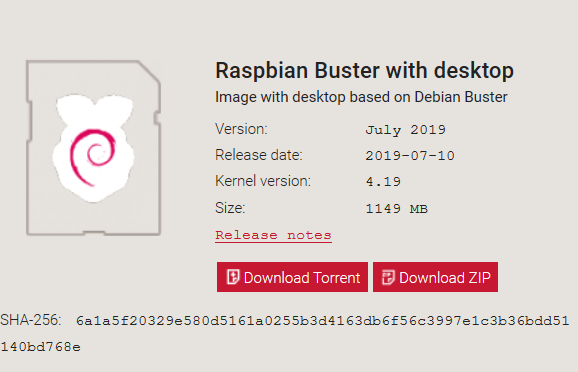 Raspbian Buster with desktop
Image with desktop based on Debian Buster
Version: July 2019
Release date: 2019-07-10
Kernel version: 4.19
Size: 1149 MB
Release notes
Download Torrent Download ZIP
SHA-256: 6a1a5f20329e580d5161a0255b3d4163db6f56c3997e1c3b36bdd51
140bd768e